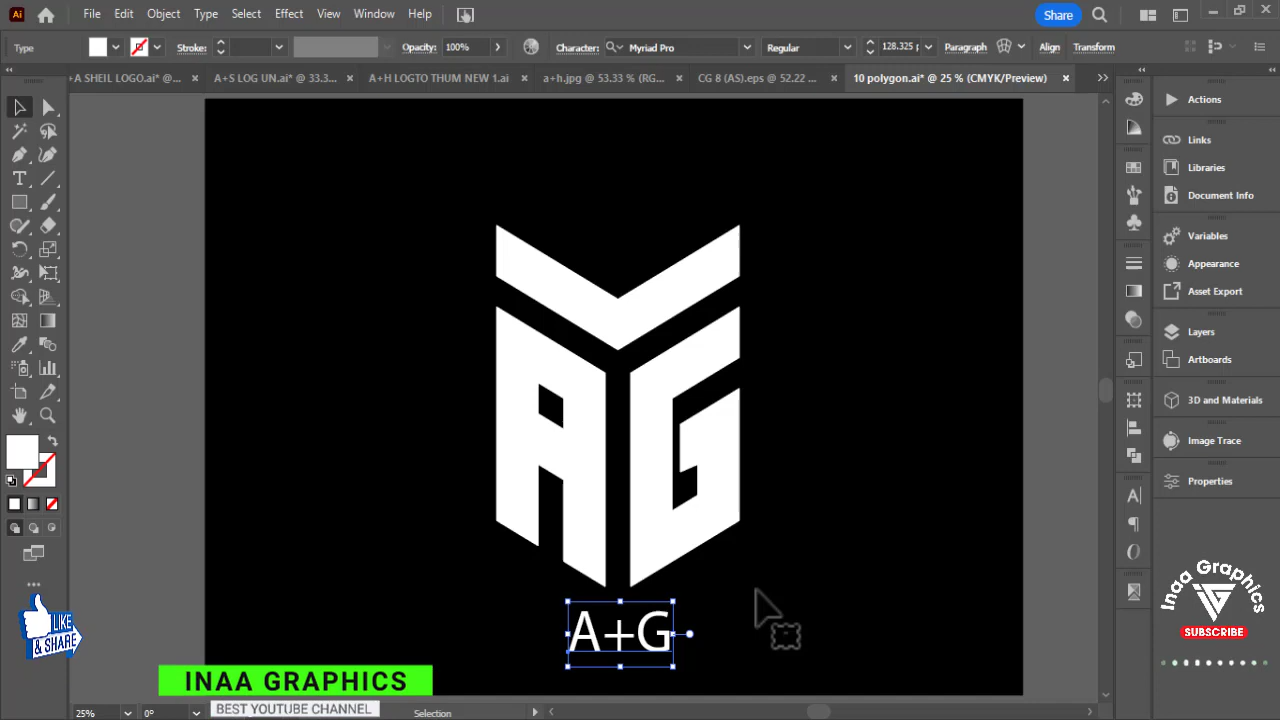 Ai File Edit Object Type Select Effect View Window Help Share
Type Stroke: Opacity: 100% Character: Myriad Pro Regular 128.325 p Paragraph Align Transform
A SHEIL LOGO.ai* @... A+S LOG UN.ai* @ 33.3... A+H LOGTO THUM NEW 1.ai a+h.jpg @ 53.33 % (RG... CG 8 (AS).eps @ 52.22 ... 10 polygon.ai* @ 25 % (CMYK/Preview)
Actions
Links
Libraries
Document Info
Variables
Appearance
Asset Export
Layers
Artboards
3D and Materials
Image Trace
Properties
AG
A+G
LIKE
& SHARE
INAA GRAPHICS
BEST YOUTUBE CHANNEL
Inaa Graphics
SUBSCRIBE
25% 0° Selection